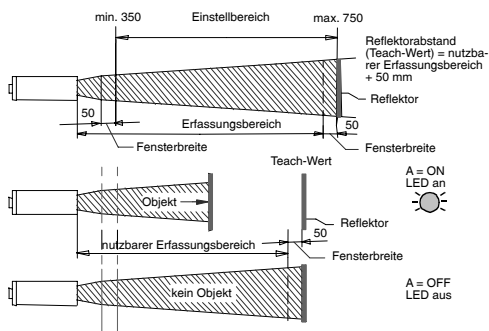 min. 350
Einstellbereich
max. 750
Reflektorabstand
(Teach-Wert) = nutzba-
rer Erfassungsbereich
+ 50 mm
Reflektor
50
Erfassungsbereich
50
Fensterbreite
Fensterbreite
Teach-Wert
A = ON
LED an
Objekt
Reflektor
50
nutzbarer Erfassungsbereich
Fensterbreite
kein Objekt
A = OFF
LED aus